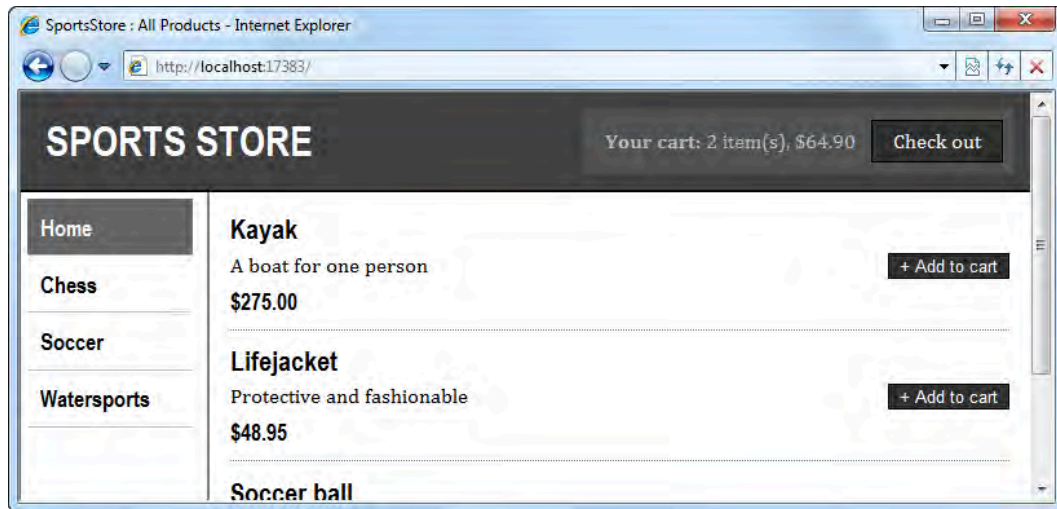 SportsStore : All Products - Internet Explorer
http://localhost:17383/
SPORTS STORE
Your cart: 2 item(s), $64.90
Check out
Home
Chess
Soccer
Watersports
Kayak
A boat for one person
+ Add to cart
$275.00
Lifejacket
Protective and fashionable
+ Add to cart
$48.95
Soccer ball